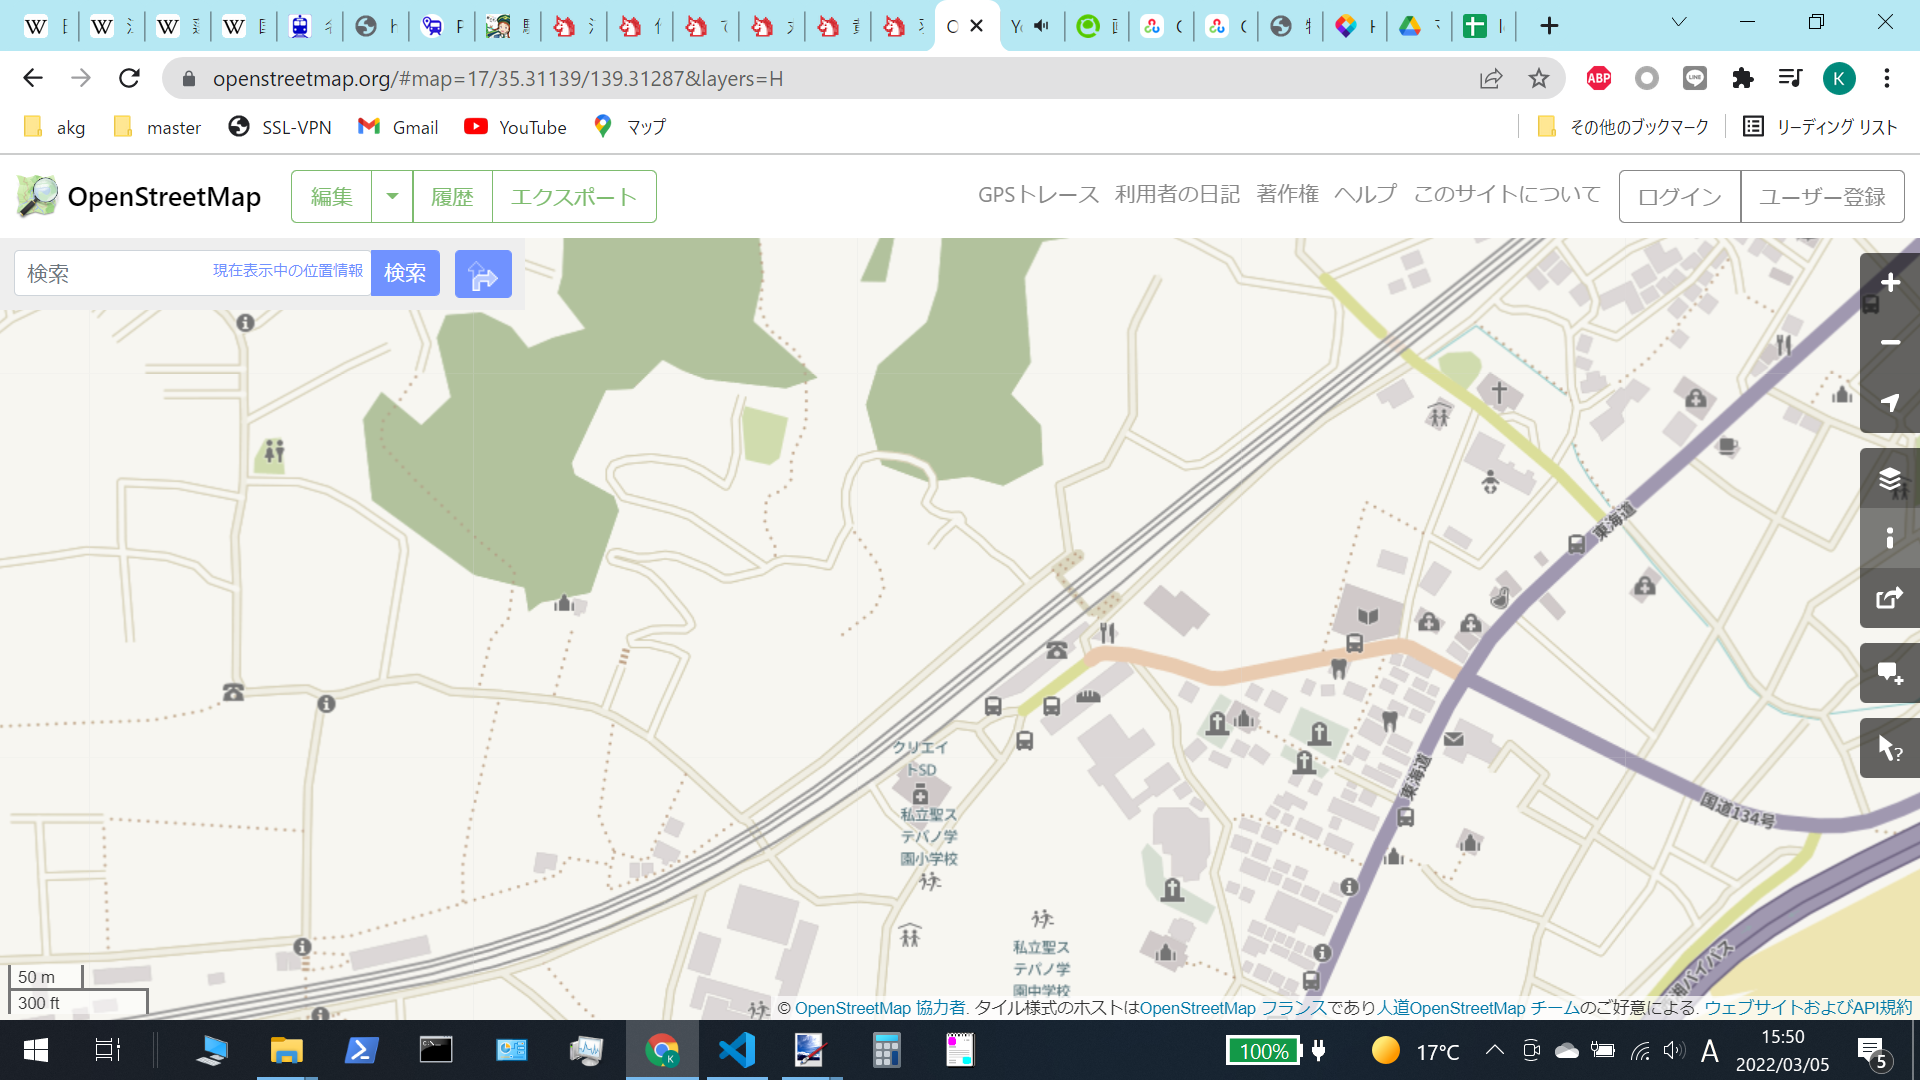 openstreetmap.org/#map=17/35.31139/139.31287&layers=H
ABP
LINE
K
akg
master
SSL-VPN
Gmail
YouTube
マップ
その他のブックマーク
リーディング リスト
OpenStreetMap
編集
履歴
エクスポート
GPSトレース
利用者の日記
著作権
ヘルプ
このサイトについて
ログイン
ユーザー登録
検索
現在表示中の位置情報
検索
東海道
クリエイ
トSD
私立聖ス
テパノ学
園小学校
東海道
国道134号
私立聖ス
テパノ学
園中学校
湘バイパス
50 m
300 ft
© OpenStreetMap 協力者. タイル様式のホストはOpenStreetMap フランスであり人道OpenStreetMap チームのご好意による. ウェブサイトおよびAPI規約
100%
17°C
A
15:50
2022/03/05
5